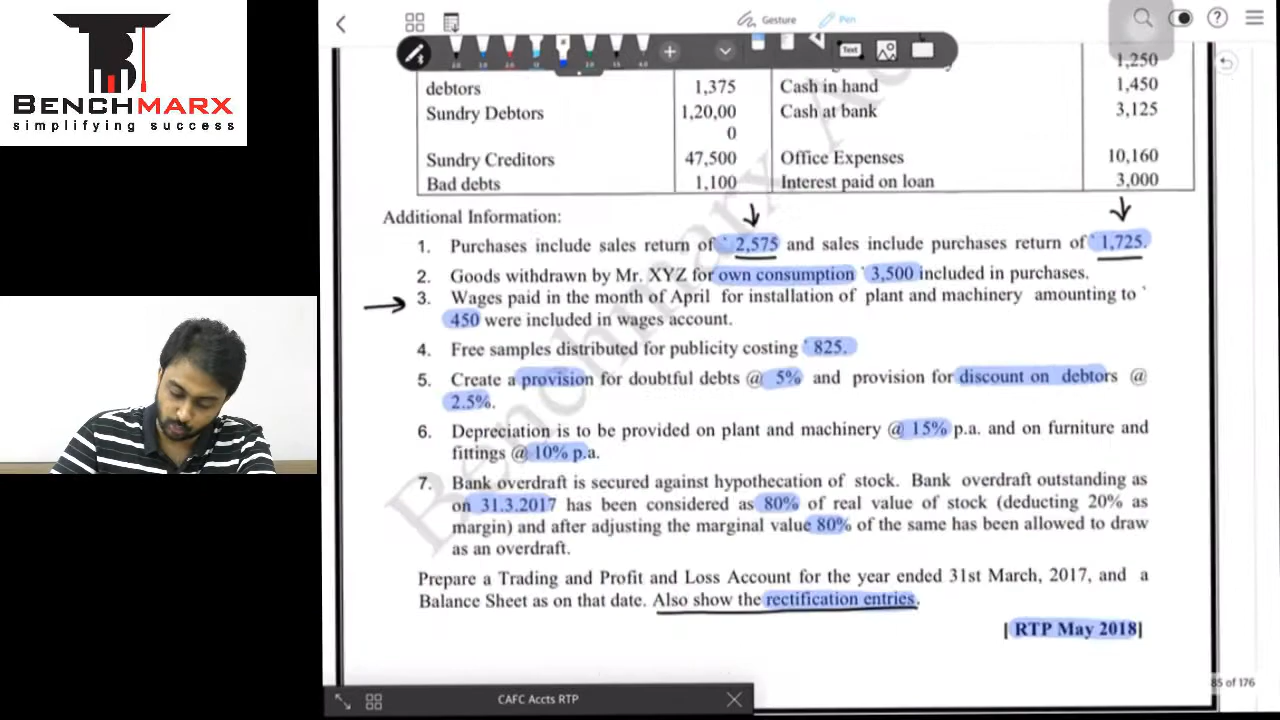 BENCHMARX
simplifying success
Gesture
Pen
Text
1,250
debtors 1,375 Cash in hand 1,450
Sundry Debtors 1,20,00 Cash at bank 3,125
0
Sundry Creditors 47,500 Office Expenses 10,160
Bad debts 1,100 Interest paid on loan 3,000
Additional Information:
1. Purchases include sales return of ` 2,575 and sales include purchases return of ` 1,725.
2. Goods withdrawn by Mr. XYZ for own consumption ` 3,500 included in purchases.
3. Wages paid in the month of April for installation of plant and machinery amounting to `
450 were included in wages account.
4. Free samples distributed for publicity costing ` 825.
5. Create a provision for doubtful debts @ 5% and provision for discount on debtors @
2.5%.
6. Depreciation is to be provided on plant and machinery @ 15% p.a. and on furniture and
fittings @ 10% p.a.
7. Bank overdraft is secured against hypothecation of stock. Bank overdraft outstanding as
on 31.3.2017 has been considered as 80% of real value of stock (deducting 20% as
margin) and after adjusting the marginal value 80% of the same has been allowed to draw
as an overdraft.
Prepare a Trading and Profit and Loss Account for the year ended 31st March, 2017, and a
Balance Sheet as on that date. Also show the rectification entries.
[ RTP May 2018]
85 of 176
CAFC Accts RTP